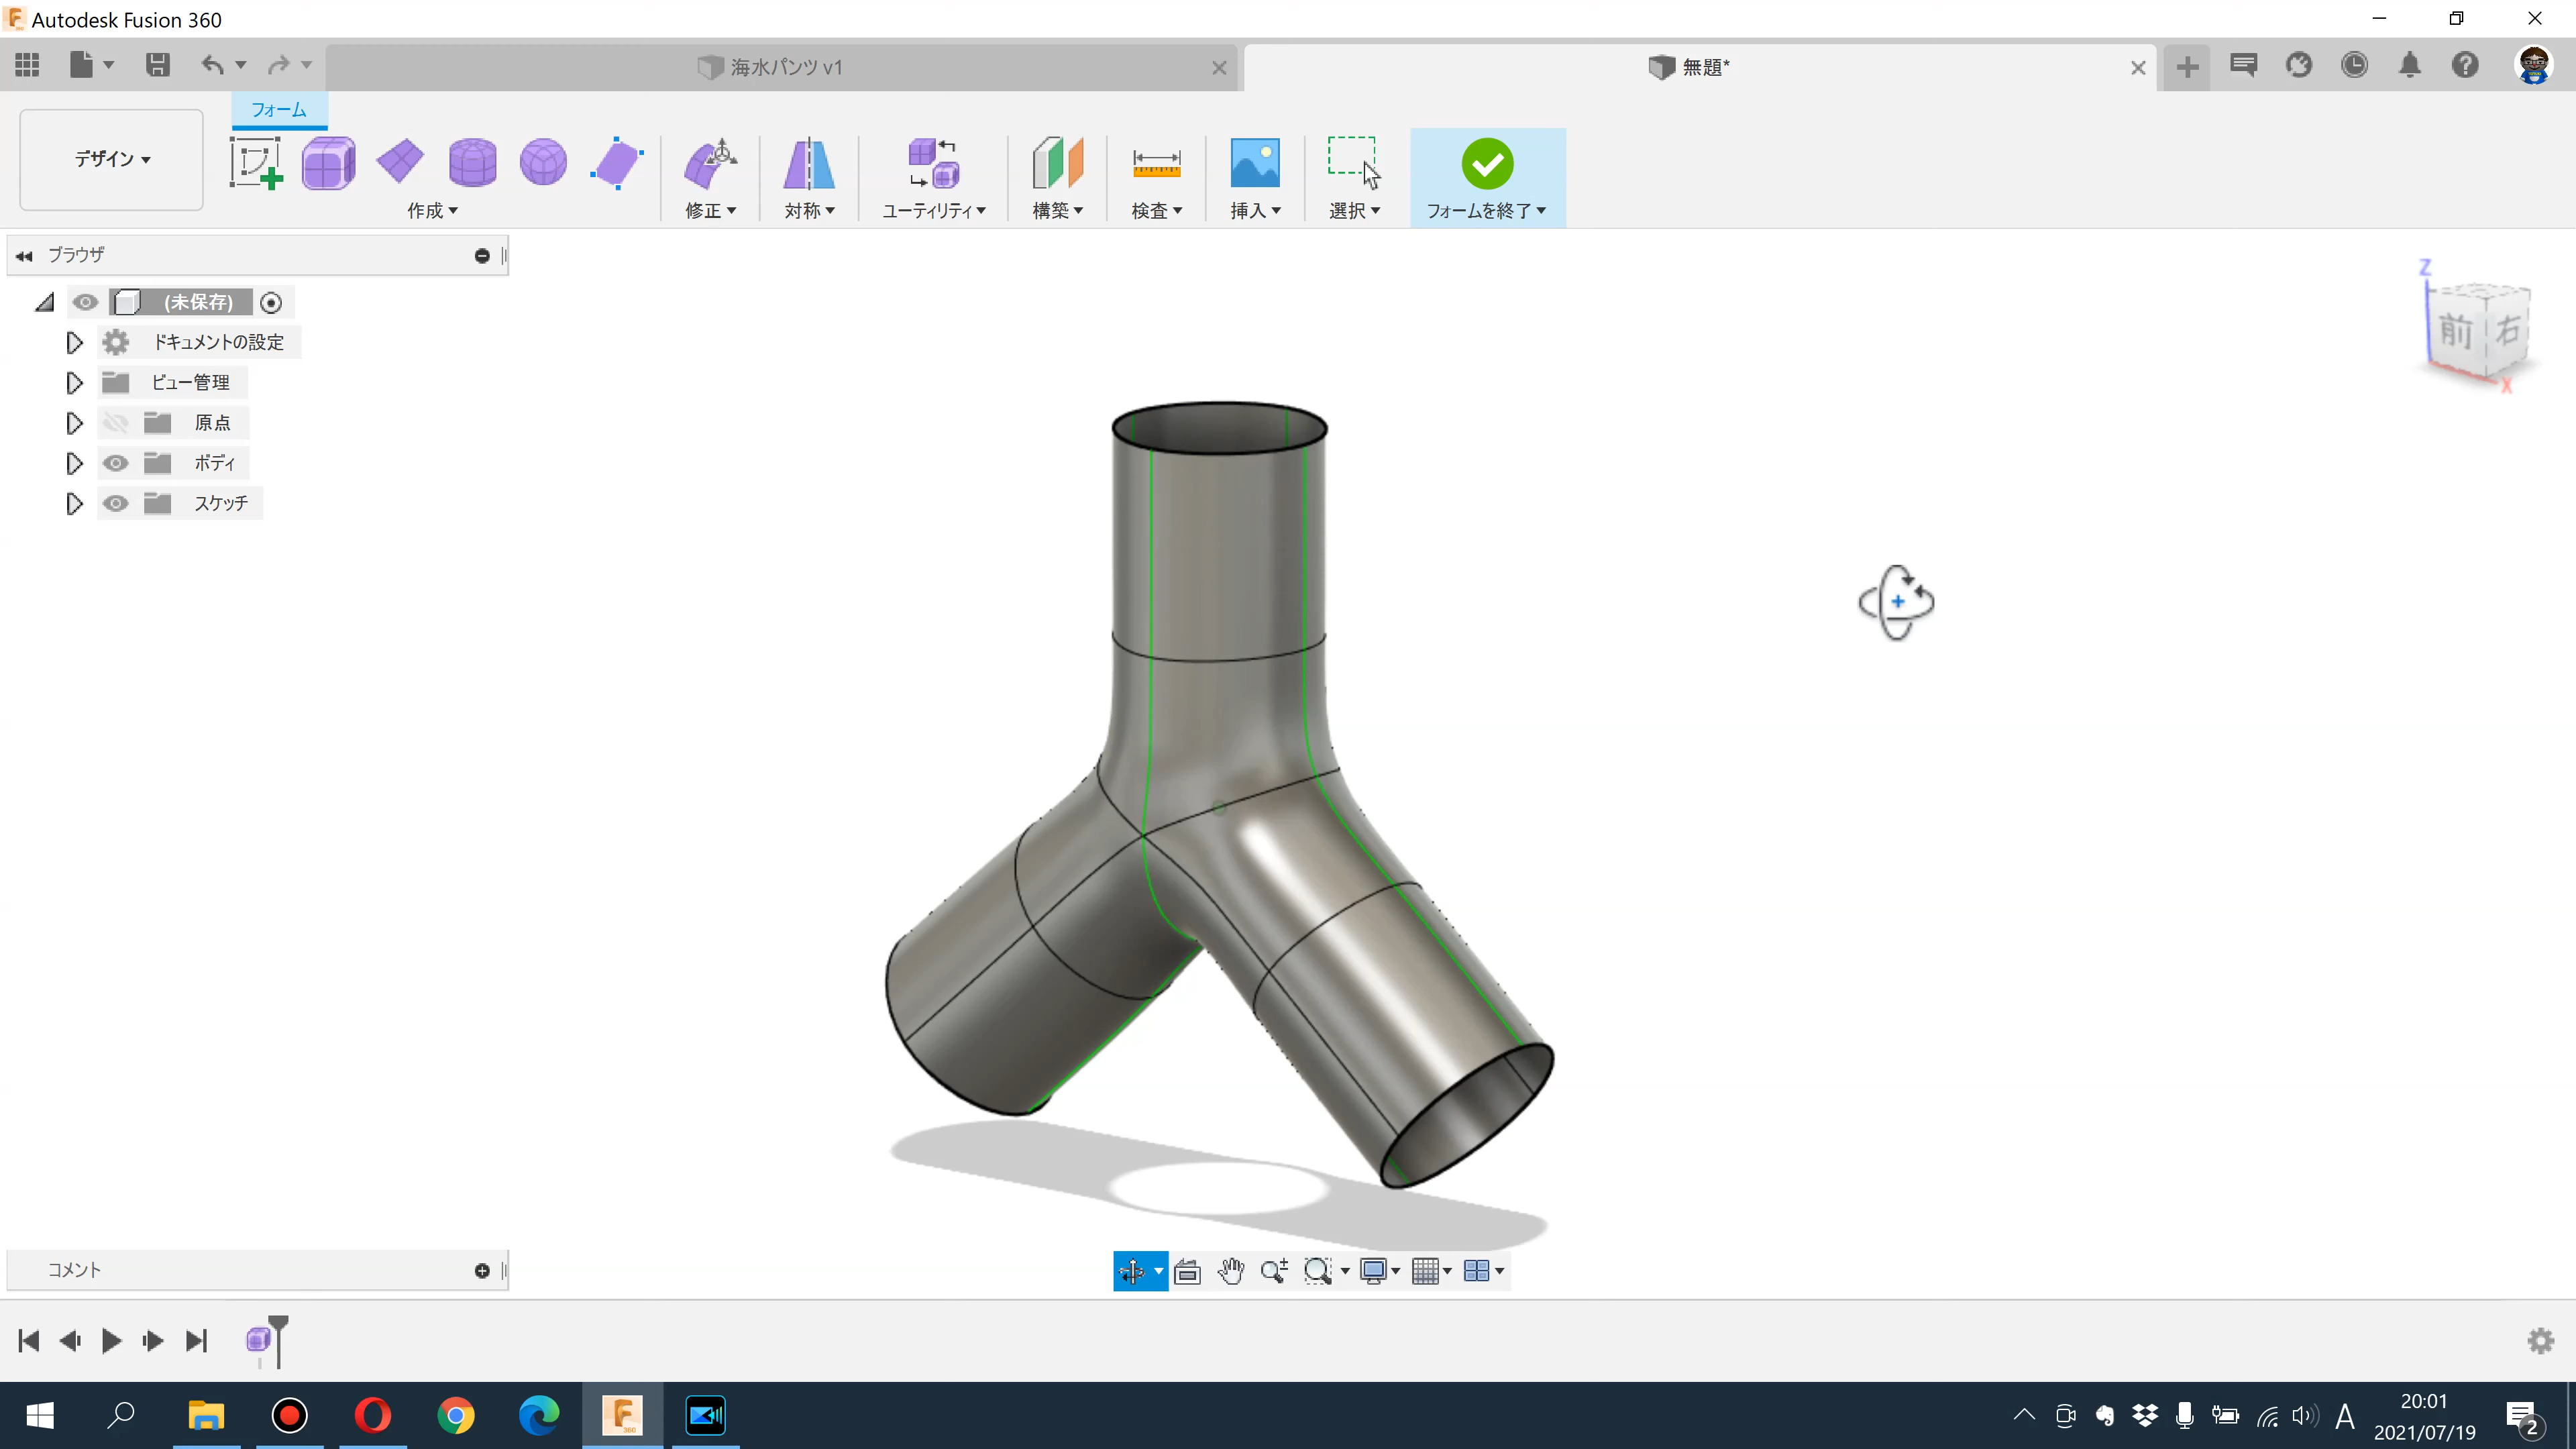 Autodesk Fusion 360
海水パンツ v1
無題*
フォーム
デザイン
作成
修正
対称
ユーティリティ
構築
検査
挿入
選択
フォームを終了
ブラウザ
(未保存)
ドキュメントの設定
ビュー管理
原点
ボディ
スケッチ
Z
前
右
X
コメント
360
A
20:01
2021/07/19
2